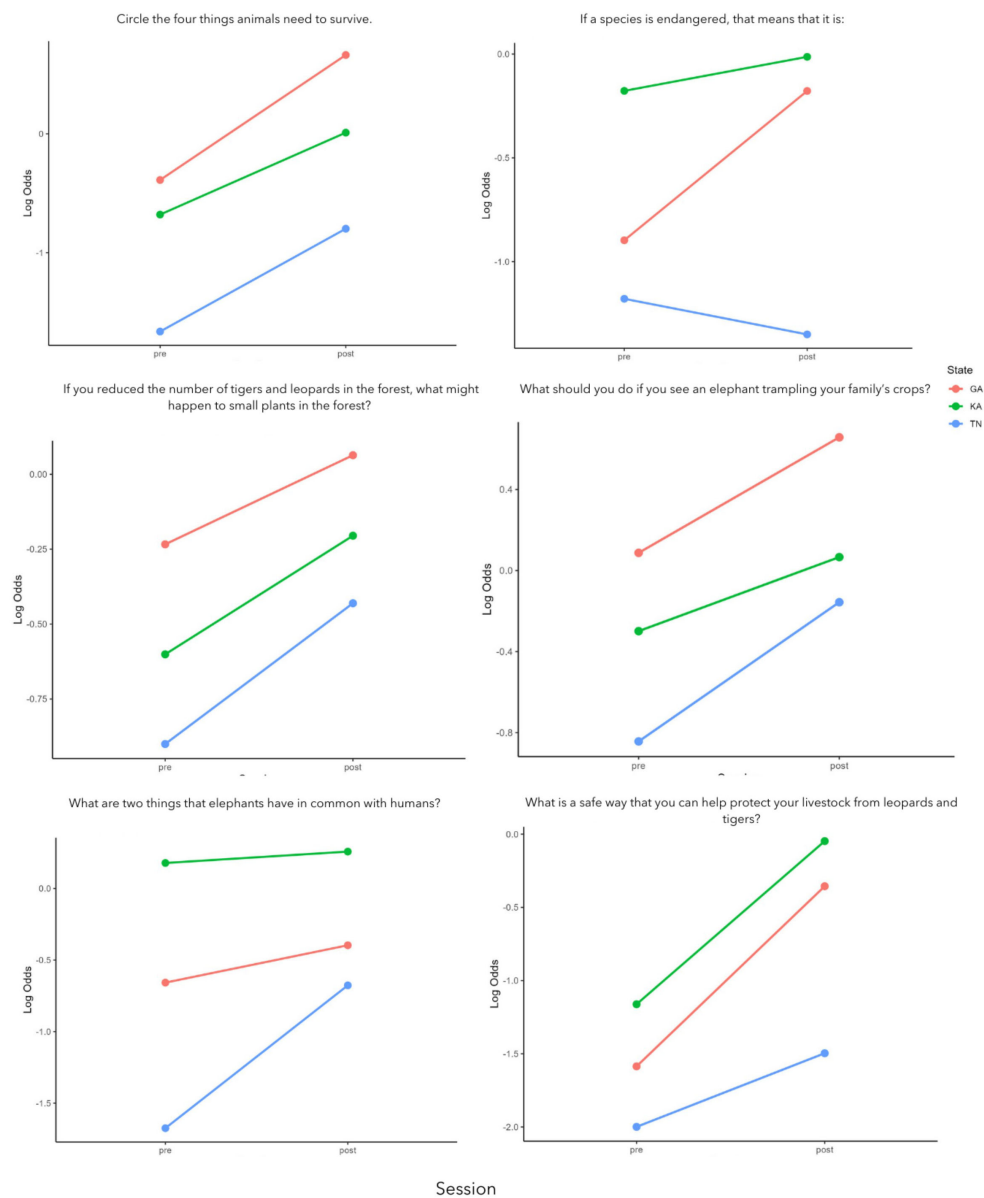 Circle the four things animals need to survive.
Log Odds
0
-1
pre
post
If a species is endangered, that means that it is:
Log Odds
0.0
-0.5
-1.0
pre
post
State
GA
KA
TN
If you reduced the number of tigers and leopards in the forest, what might
happen to small plants in the forest?
Log Odds
0.00
-0.25
-0.50
-0.75
pre
post
What should you do if you see an elephant trampling your family's crops?
Log Odds
0.4
0.0
-0.4
-0.8
pre
post
What are two things that elephants have in common with humans?
Log Odds
0.0
-0.5
-1.0
-1.5
pre
post
What is a safe way that you can help protect your livestock from leopards and
tigers?
Log Odds
0.0
-0.5
-1.0
-1.5
-2.0
pre
post
Session